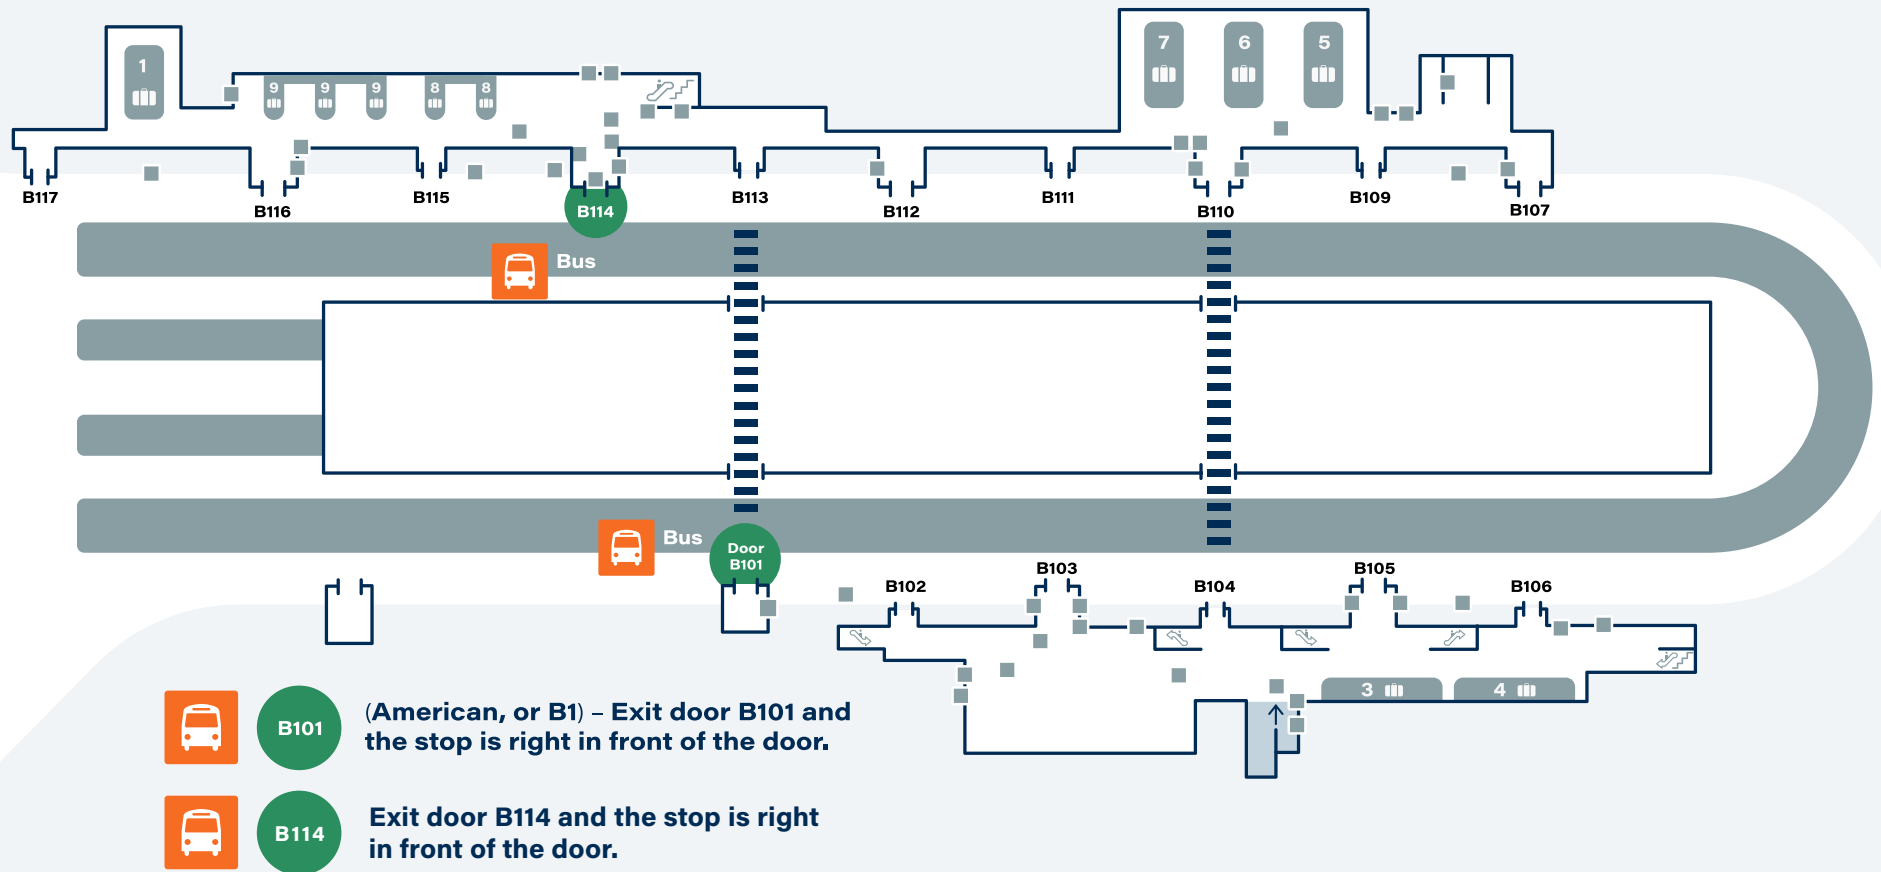 7
6
5
1
9
9
9
8
8
B117
B116
B115
B114
B113
B112
B111
B110
B109
B107
Bus
Bus
Door
B101
B102
B103
B104
B105
B106
3
4
B101
(American, or B1) – Exit door B101 and
the stop is right in front of the door.
B114
Exit door B114 and the stop is right
in front of the door.